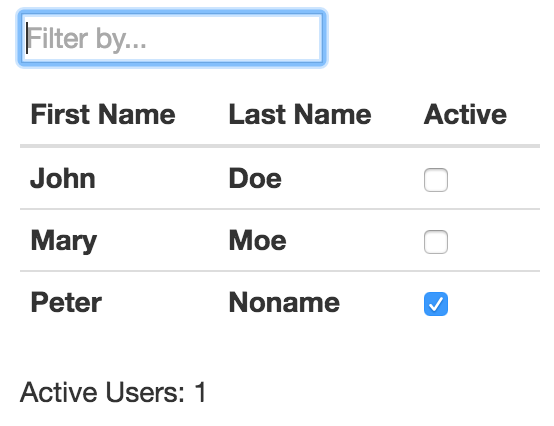 Filter by...
First Name Last Name Active
John Doe
Mary Moe
Peter Noname
Active Users: 1